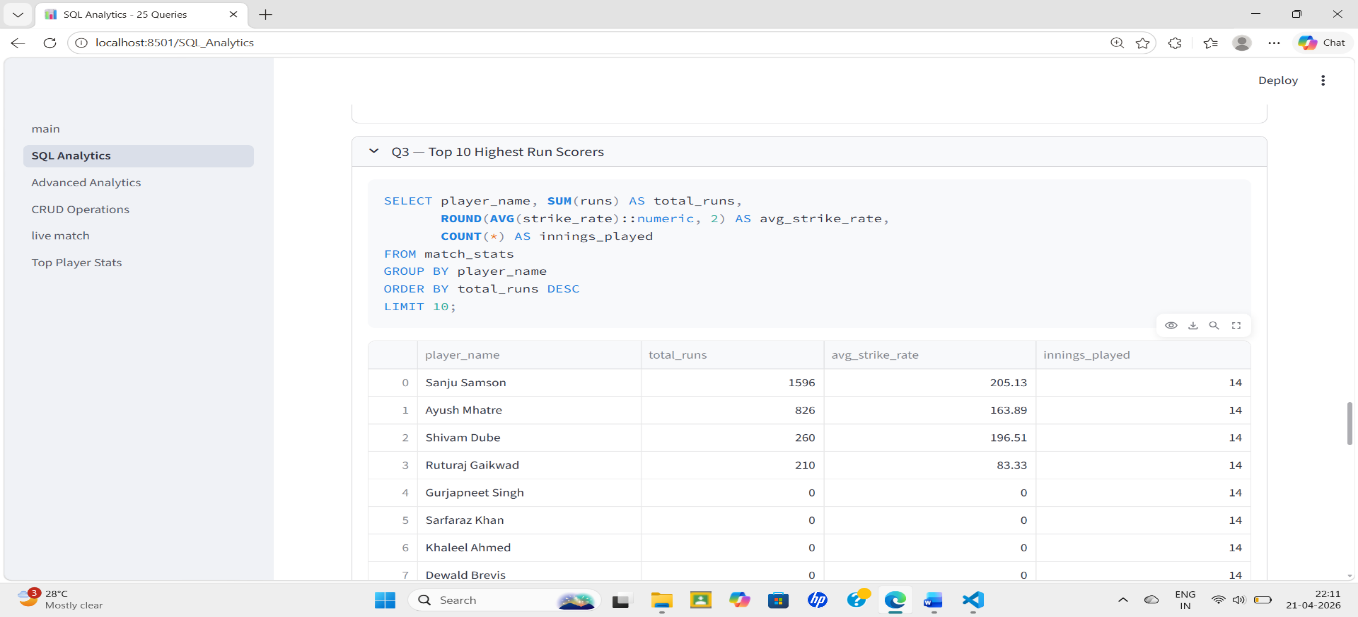 SQL Analytics - 25 Queries
localhost:8501/SQL_Analytics
Chat
Deploy
main
SQL Analytics
Advanced Analytics
CRUD Operations
live match
Top Player Stats
Q3 — Top 10 Highest Run Scorers
SELECT player_name, SUM(runs) AS total_runs,
ROUND(AVG(strike_rate)::numeric, 2) AS avg_strike_rate,
COUNT(*) AS innings_played
FROM match_stats
GROUP BY player_name
ORDER BY total_runs DESC
LIMIT 10;
player_name total_runs avg_strike_rate innings_played
0 Sanju Samson 1596 205.13 14
1 Ayush Mhatre 826 163.89 14
2 Shivam Dube 260 196.51 14
3 Ruturaj Gaikwad 210 83.33 14
4 Gurjapneet Singh 0 0 14
5 Sarfaraz Khan 0 0 14
6 Khaleel Ahmed 0 0 14
7 Dewald Brevis 0 0 14
3 28°C
Mostly clear
Search
hp
ENG
IN
22:11
21-04-2026